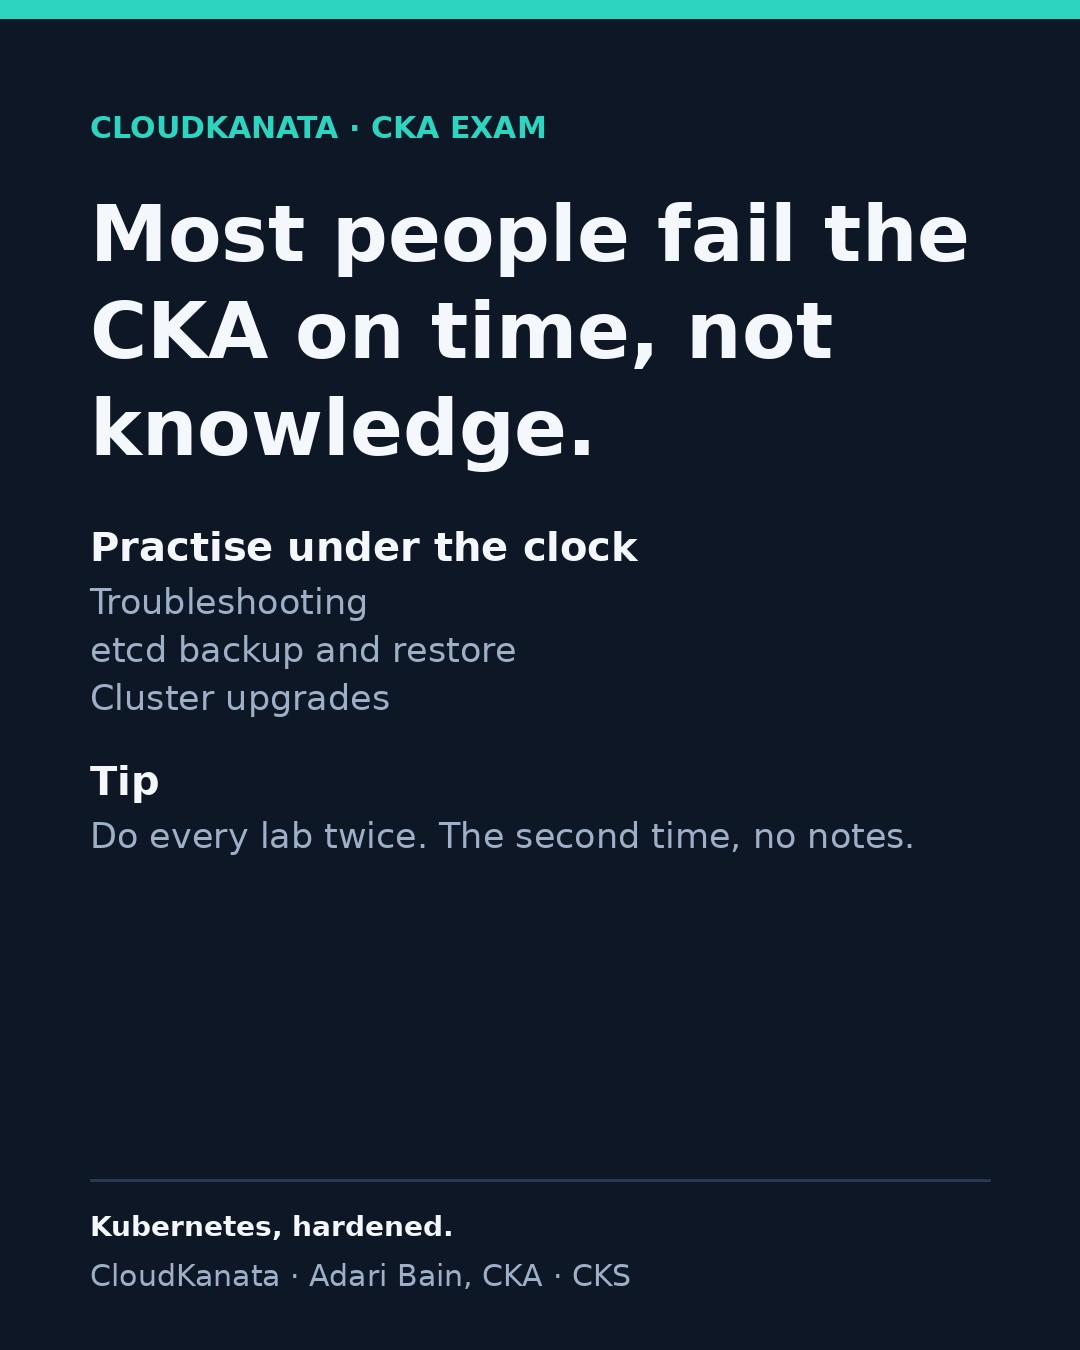 CLOUDKANATA · CKA EXAM
Most people fail the
CKA on time, not
knowledge.
Practise under the clock
Troubleshooting
etcd backup and restore
Cluster upgrades
Tip
Do every lab twice. The second time, no notes.
Kubernetes, hardened.
CloudKanata · Adari Bain, CKA · CKS